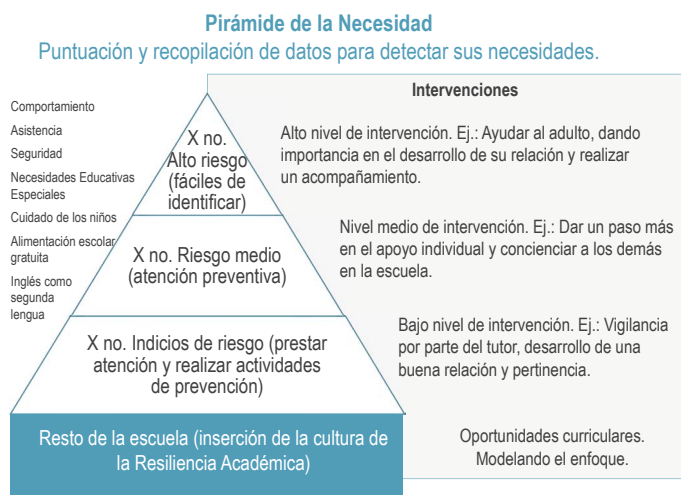 Pirámide de la Necesidad
Puntuación y recopilación de datos para detectar sus necesidades.
Comportamiento
Asistencia
Seguridad
Necesidades Educativas
Especiales
Cuidado de los niños
Alimentación escolar
gratuita
Inglés como
segunda
lengua
X no.
Alto riesgo
(fáciles de
identificar)
X no. Riesgo medio
(atención preventiva)
X no. Indicios de riesgo (prestar
atención y realizar actividades
de prevención)
Resto de la escuela (inserción de la cultura de
la Resiliencia Académica)
Intervenciones
Alto nivel de intervención. Ej.: Ayudar al adulto, dando
importancia en el desarrollo de su relación y realizar
un acompañamiento.
Nivel medio de intervención. Ej.: Dar un paso más
en el apoyo individual y concienciar a los demás
en la escuela.
Bajo nivel de intervención. Ej.: Vigilancia
por parte del tutor, desarrollo de una
buena relación y pertinencia.
Oportunidades curriculares.
Modelando el enfoque.